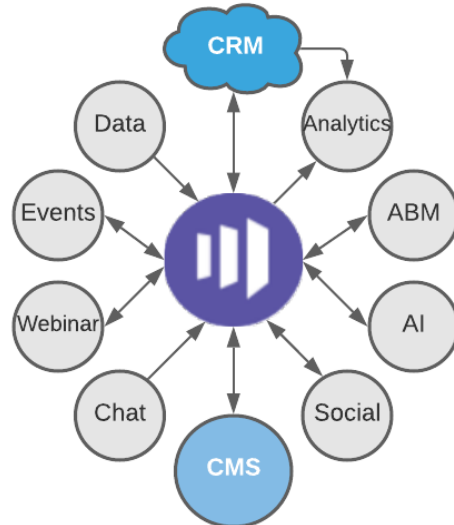 CRM
Data
Analytics
Events
ABM
Webinar
AI
Chat
Social
CMS